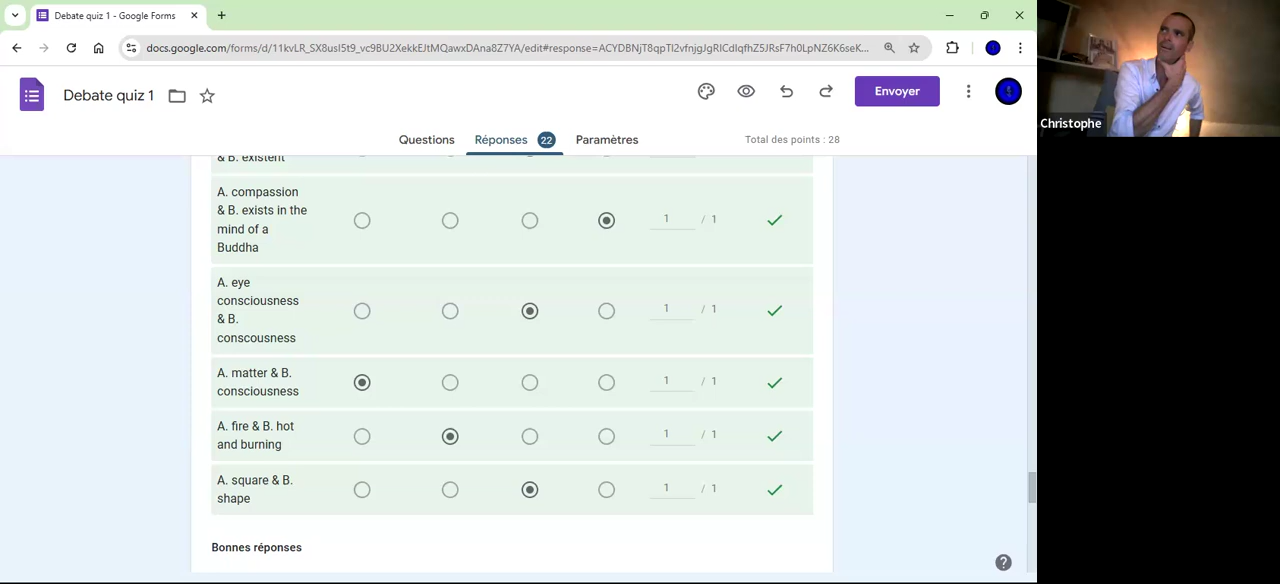 Debate quiz 1 - Google Forms
docs.google.com/forms/d/11kvLR_SX8usI5t9_vc9BU2XekkEJtMQawxDAna8Z7YA/edit#response=ACYDBNjT8qpTl2vfnjgJgRICdIqfhZ5JRsF7h0LpNZ6K6seK...
Debate quiz 1
Envoyer
Questions Réponses 22 Paramètres Total des points : 28
& B. existent
A. compassion
& B. exists in the
mind of a
Buddha
1 / 1
A. eye
consciousness
& B.
conscousness
1 / 1
A. matter & B.
consciousness
1 / 1
A. fire & B. hot
and burning
1 / 1
A. square & B.
shape
1 / 1
Bonnes réponses
Christophe